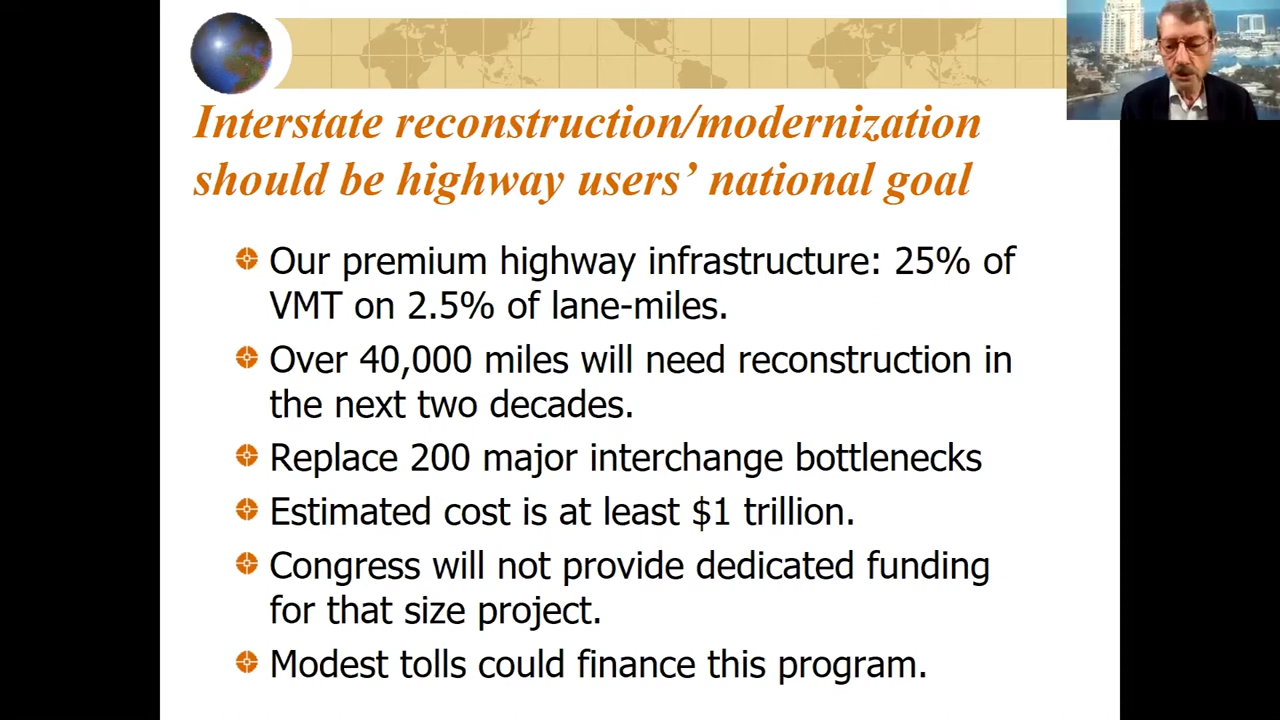 Interstate reconstruction/modernization
should be highway users’ national goal
Our premium highway infrastructure: 25% of
VMT on 2.5% of lane-miles.
Over 40,000 miles will need reconstruction in
the next two decades.
Replace 200 major interchange bottlenecks
Estimated cost is at least $1 trillion.
Congress will not provide dedicated funding
for that size project.
Modest tolls could finance this program.